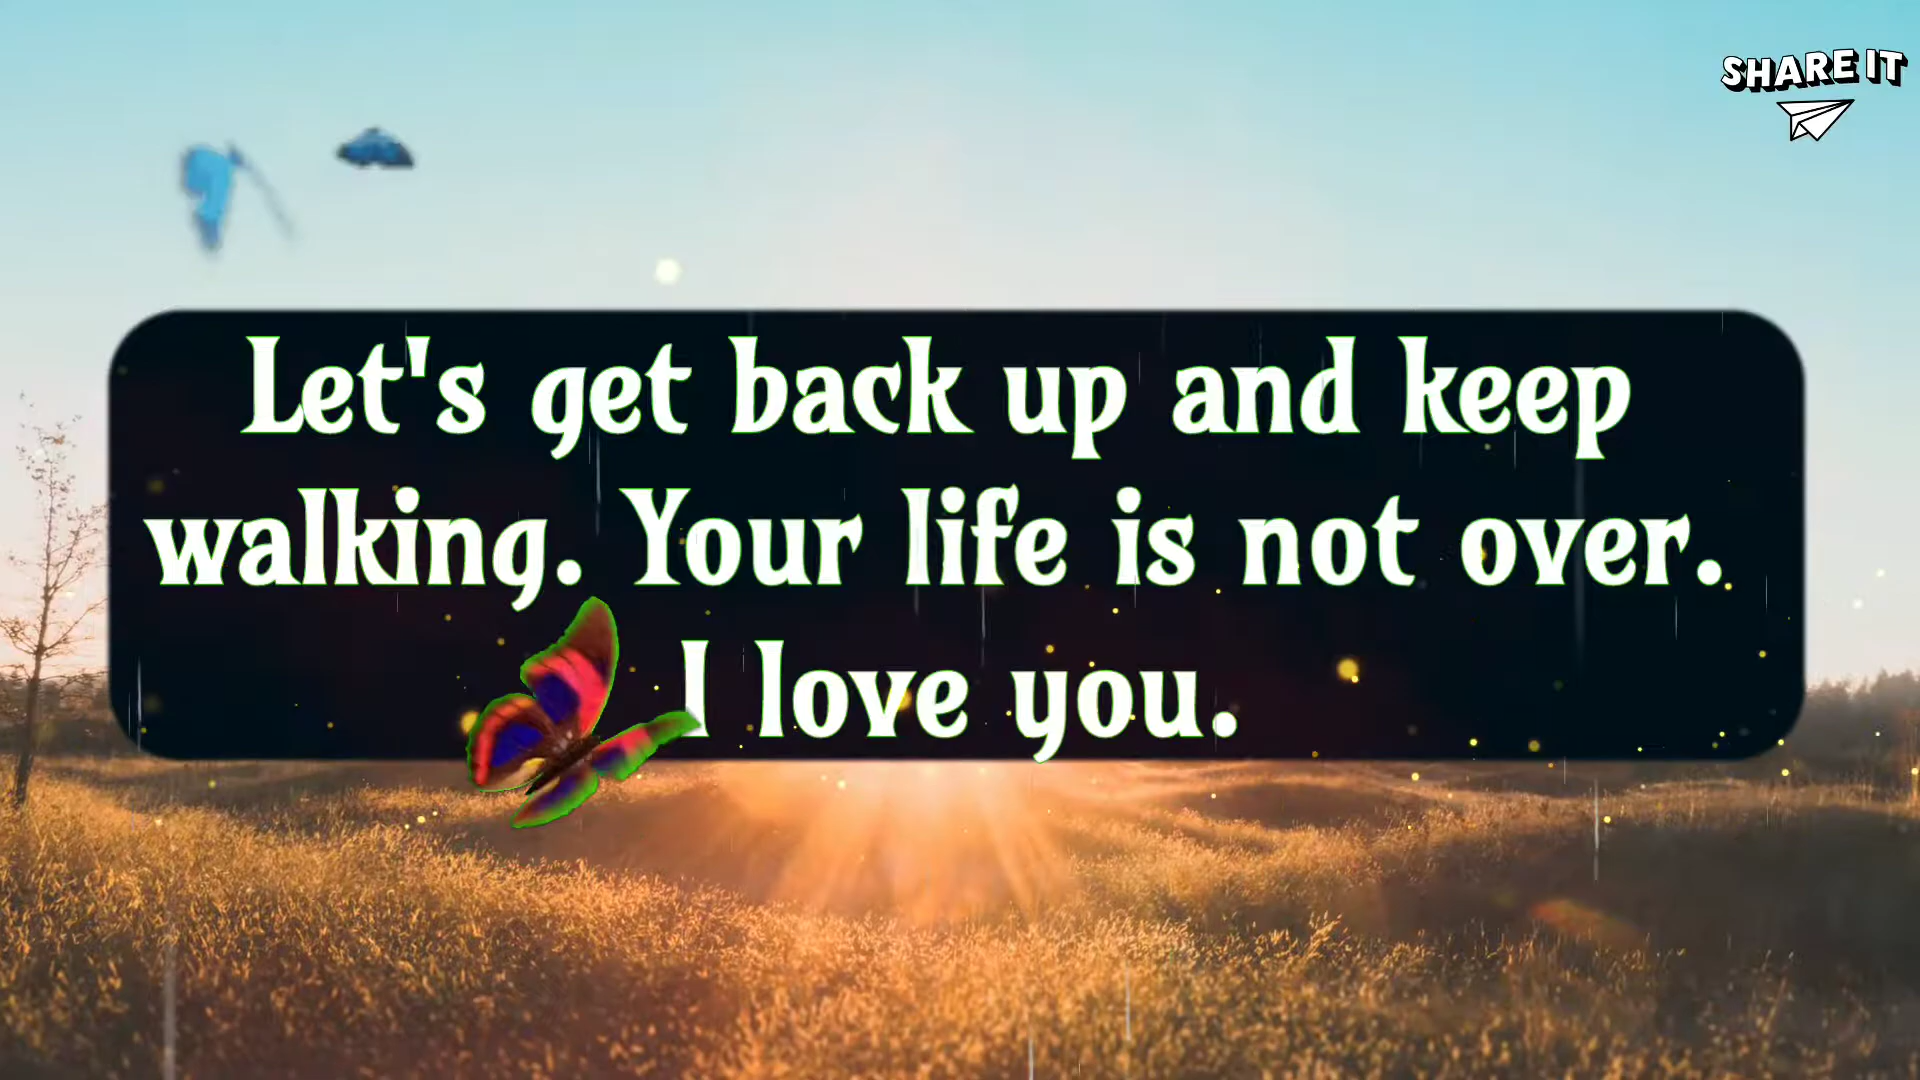 SHARE IT
Let's get back up and keep
walking. Your life is not over.
I love you.